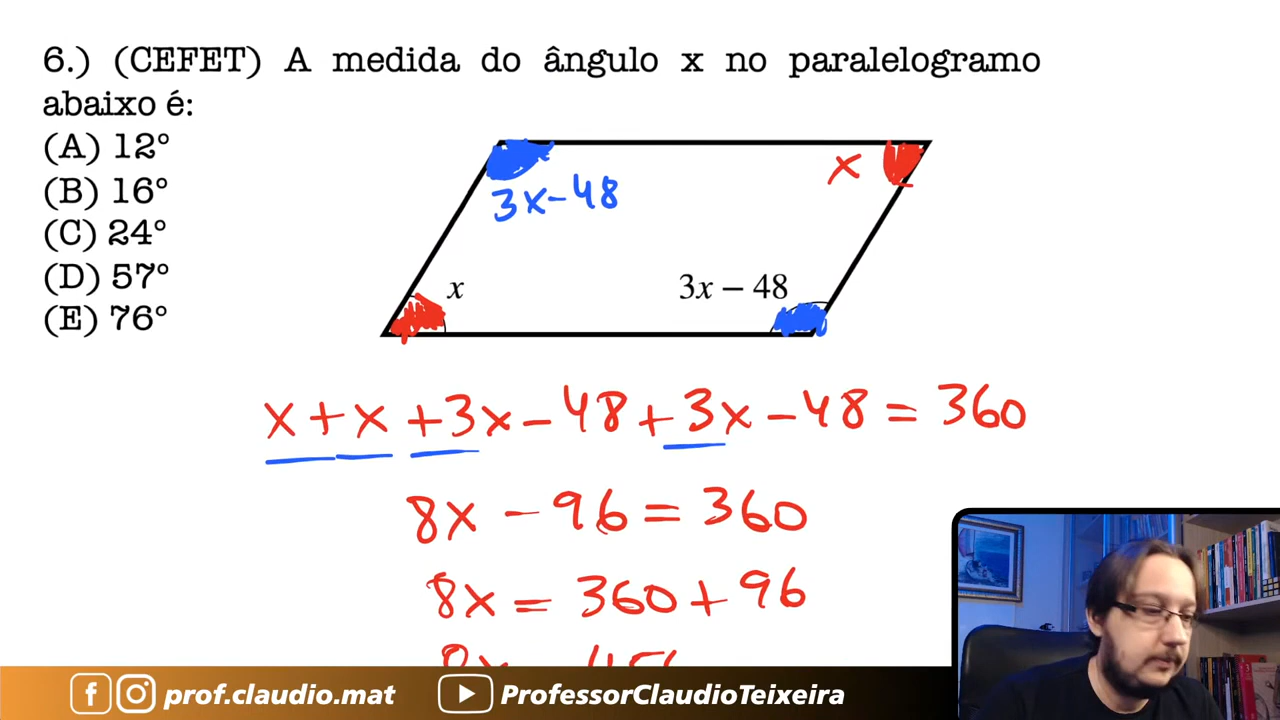 6.) (CEFET) A medida do ângulo x no paralelogramo
abaixo é:
(A) 12°
(B) 16°
(C) 24°
(D) 57°
(E) 76°
x
3x-48
x
3x – 48
x + x + 3x - 48 + 3x - 48 = 360
8x - 96 = 360
8x = 360 + 96
prof.claudio.mat
ProfessorClaudioTeixeira